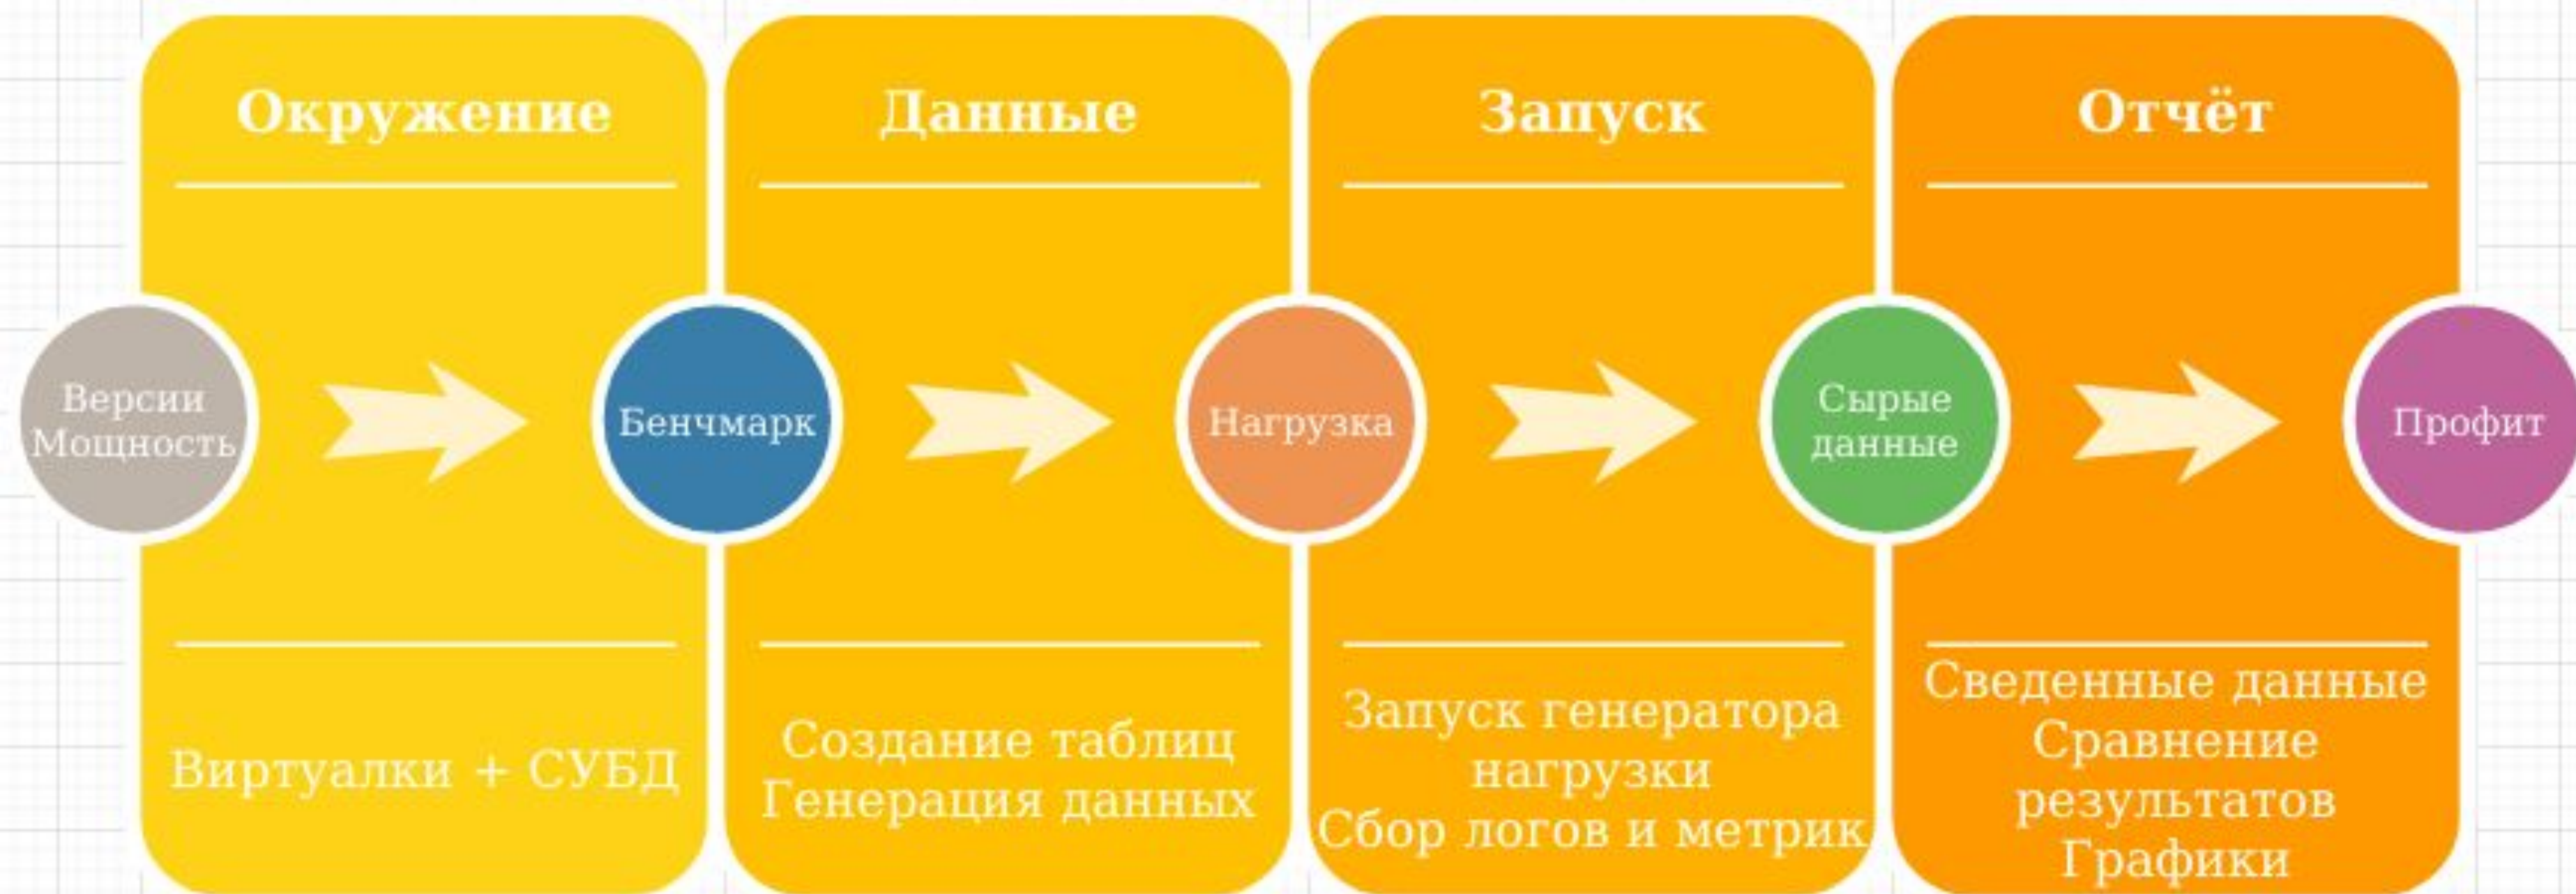 Окружение
Данные
Запуск
Отчёт
Версии
Мощность
Бенчмарк
Нагрузка
Сырые
данные
Профит
Виртуалки + СУБД
Создание таблиц
Генерация данных
Запуск генератора
нагрузки
Сбор логов и метрик
Сведенные данные
Сравнение
результатов
Графики